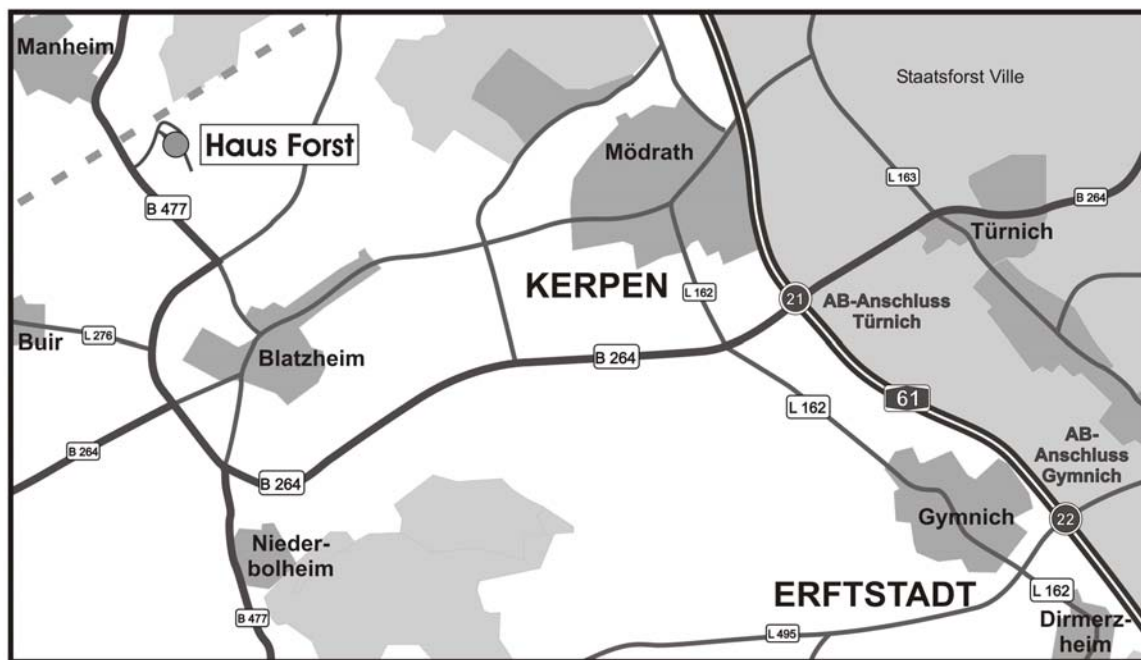 Manheim
Staatsforst Ville
Haus Forst
Mödrath
L 163
B 264
B 477
Türnich
KERPEN
L 162
21
AB-Anschluss
Türnich
Buir
L 276
Blatzheim
B 264
61
L 162
B 264
AB-
Anschluss
Gymnich
B 264
Gymnich
22
Nieder-
bolheim
ERFTSTADT
L 162
B 477
L 495
Dirmerz-
heim